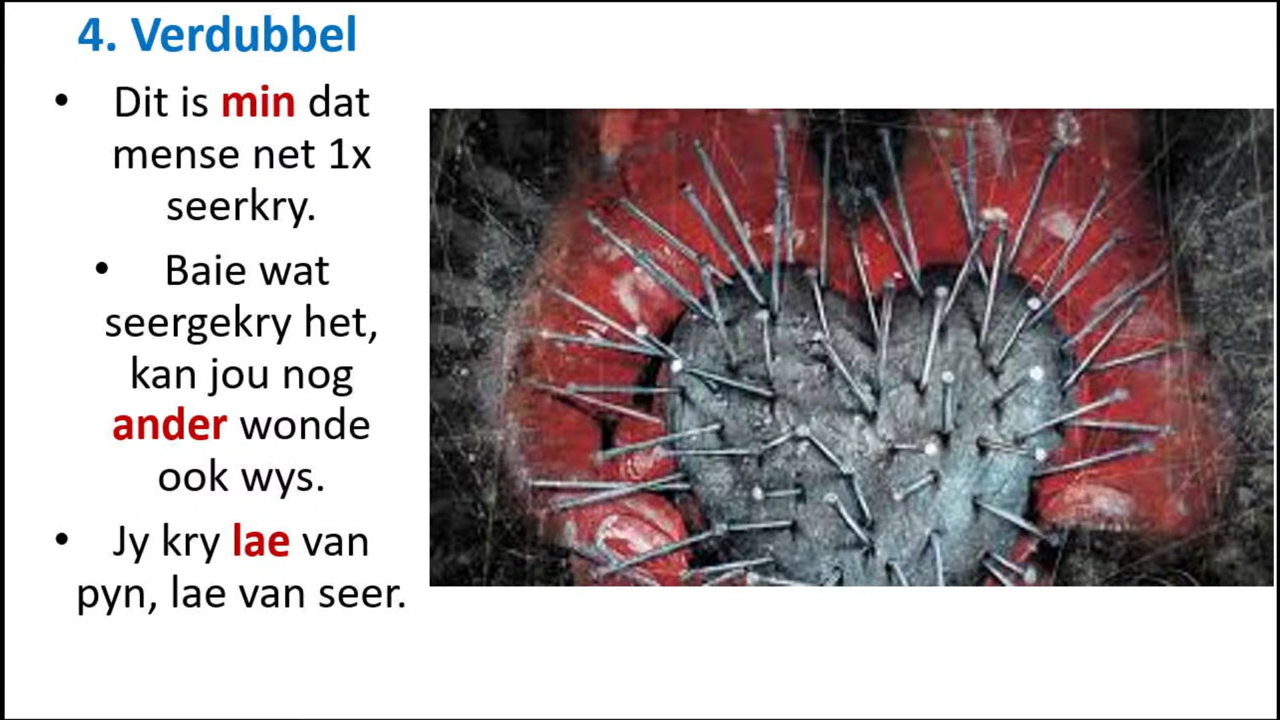 4. Verdubbel
• Dit is min dat
mense net 1x
seerkry.
• Baie wat
seergekry het,
kan jou nog
ander wonde
ook wys.
• Jy kry lae van
pyn, lae van seer.